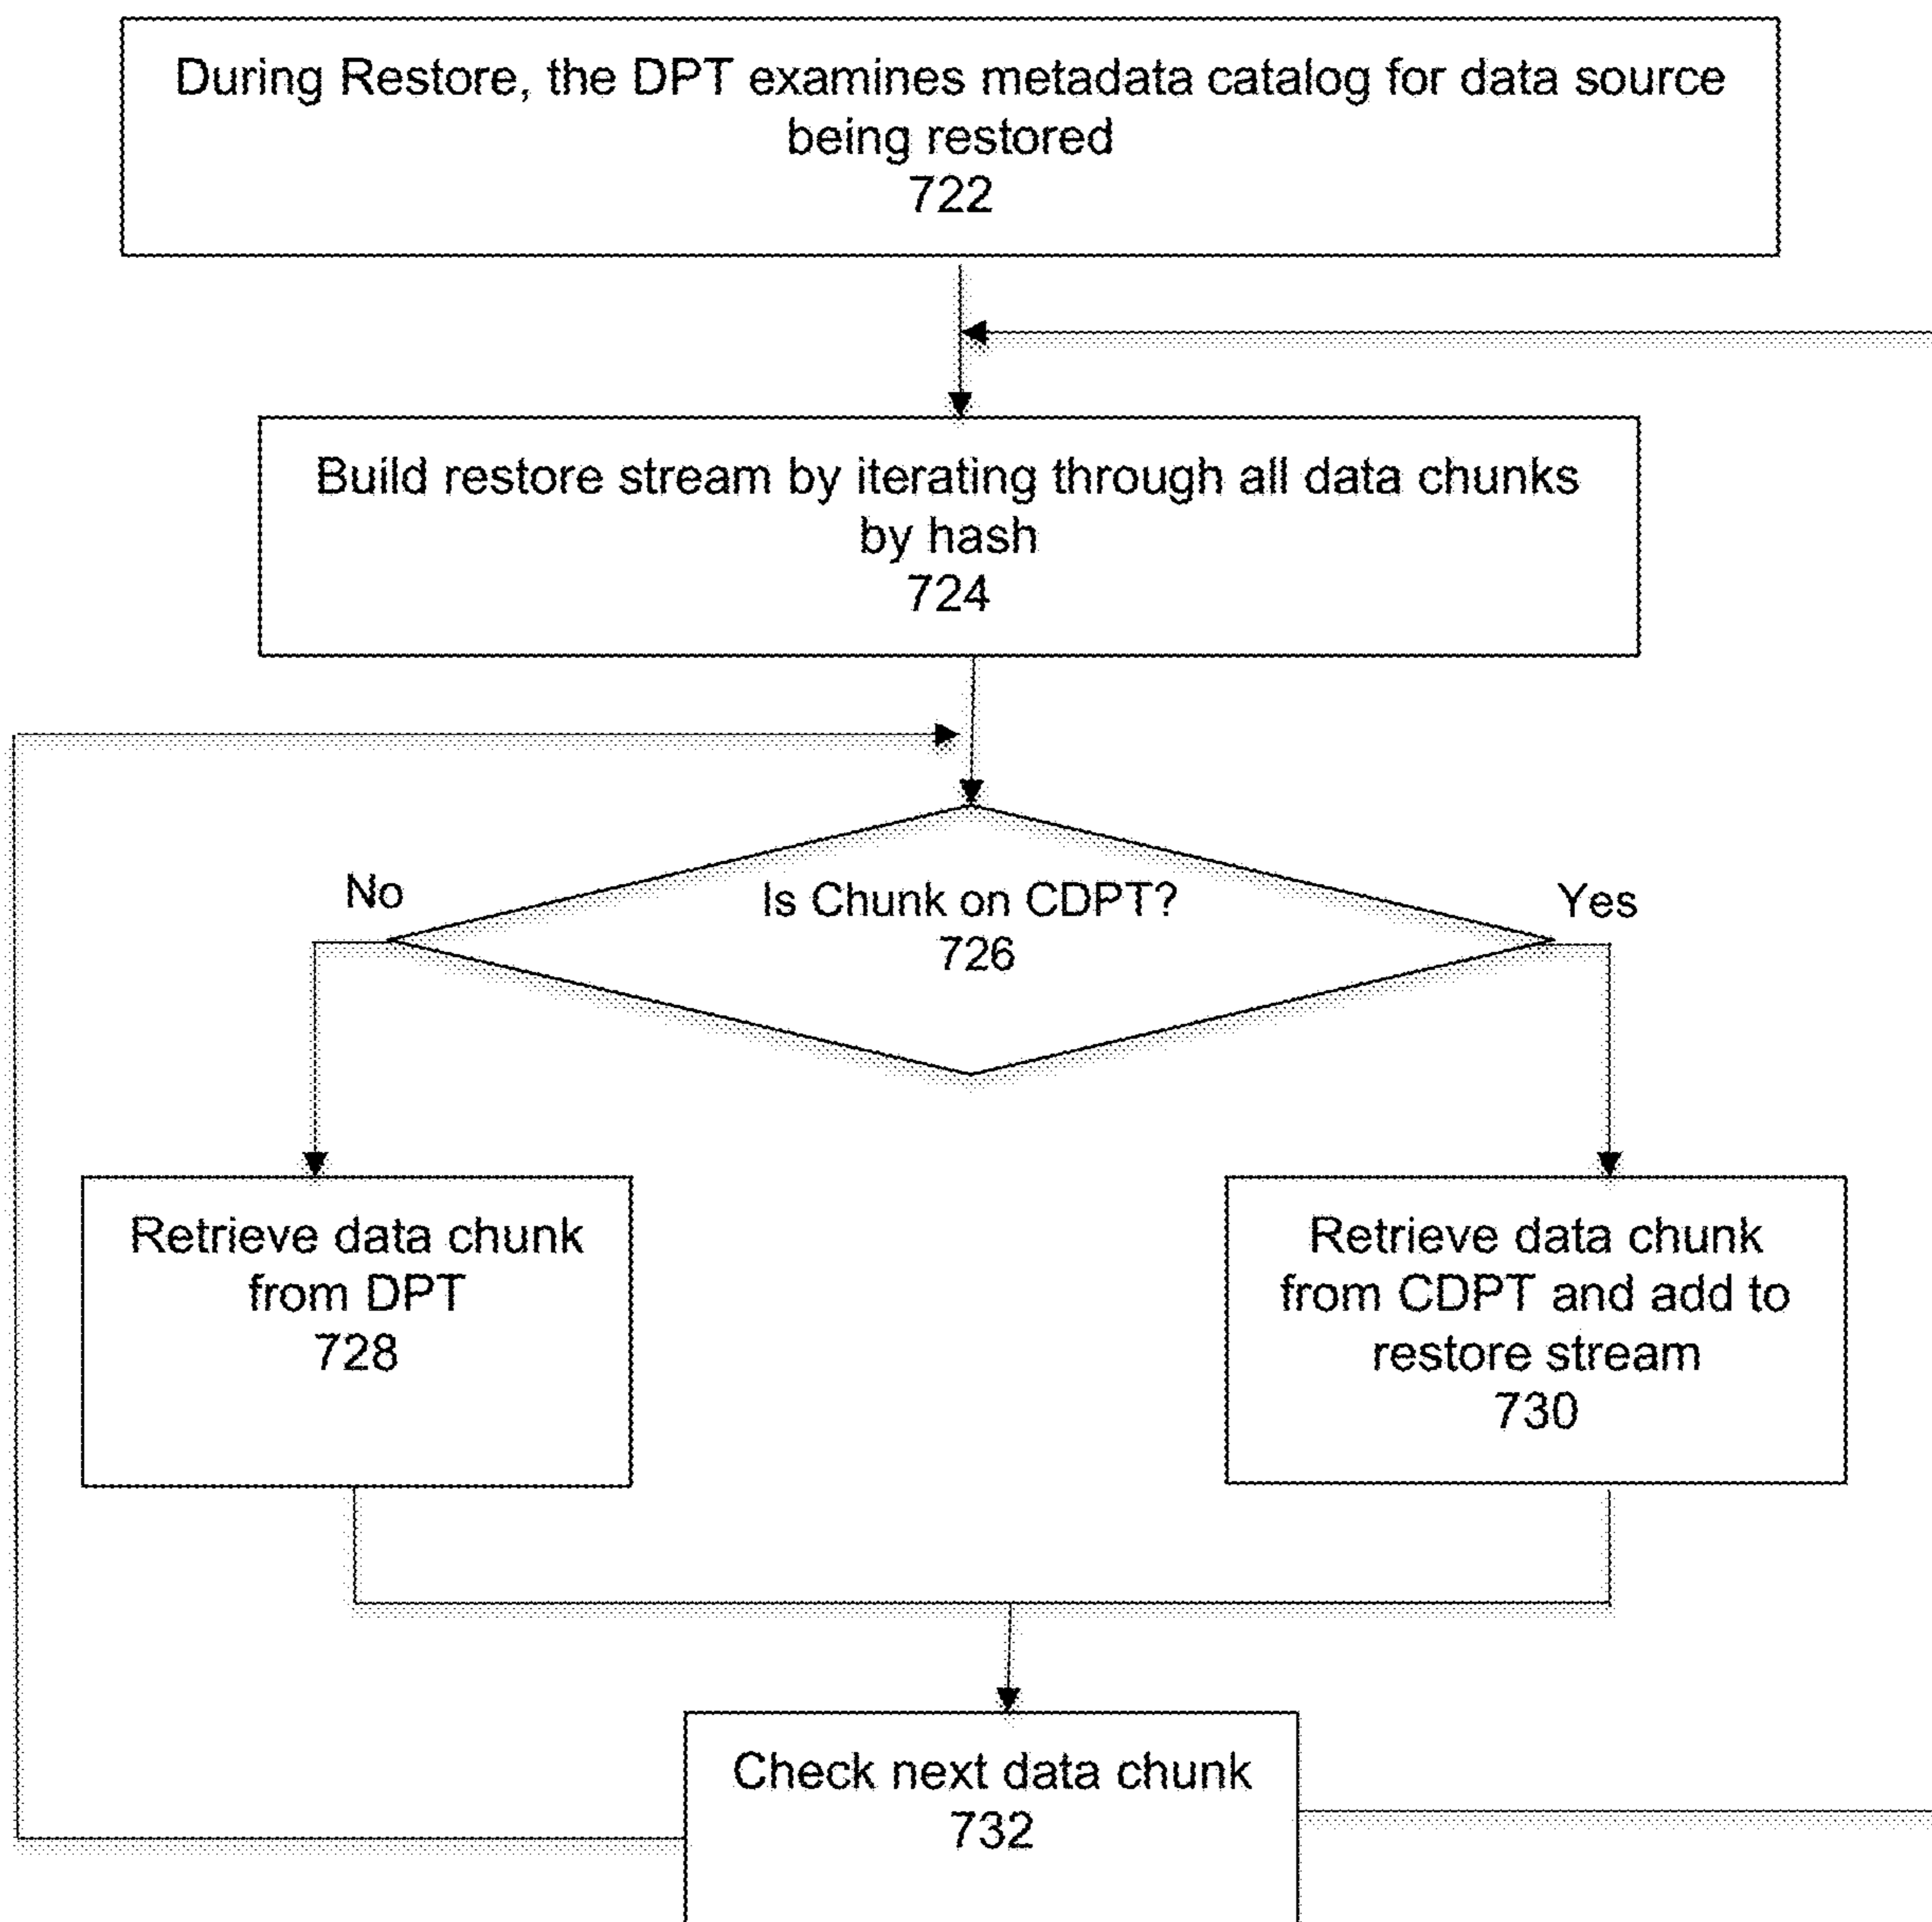 During Restore, the DPT examines metadata catalog for data source
being restored
722
Build restore stream by iterating through all data chunks
by hash
724
No
Is Chunk on CDPT?
726
Yes
Retrieve data chunk
from DPT
728
Retrieve data chunk
from CDPT and add to
restore stream
730
Check next data chunk
732